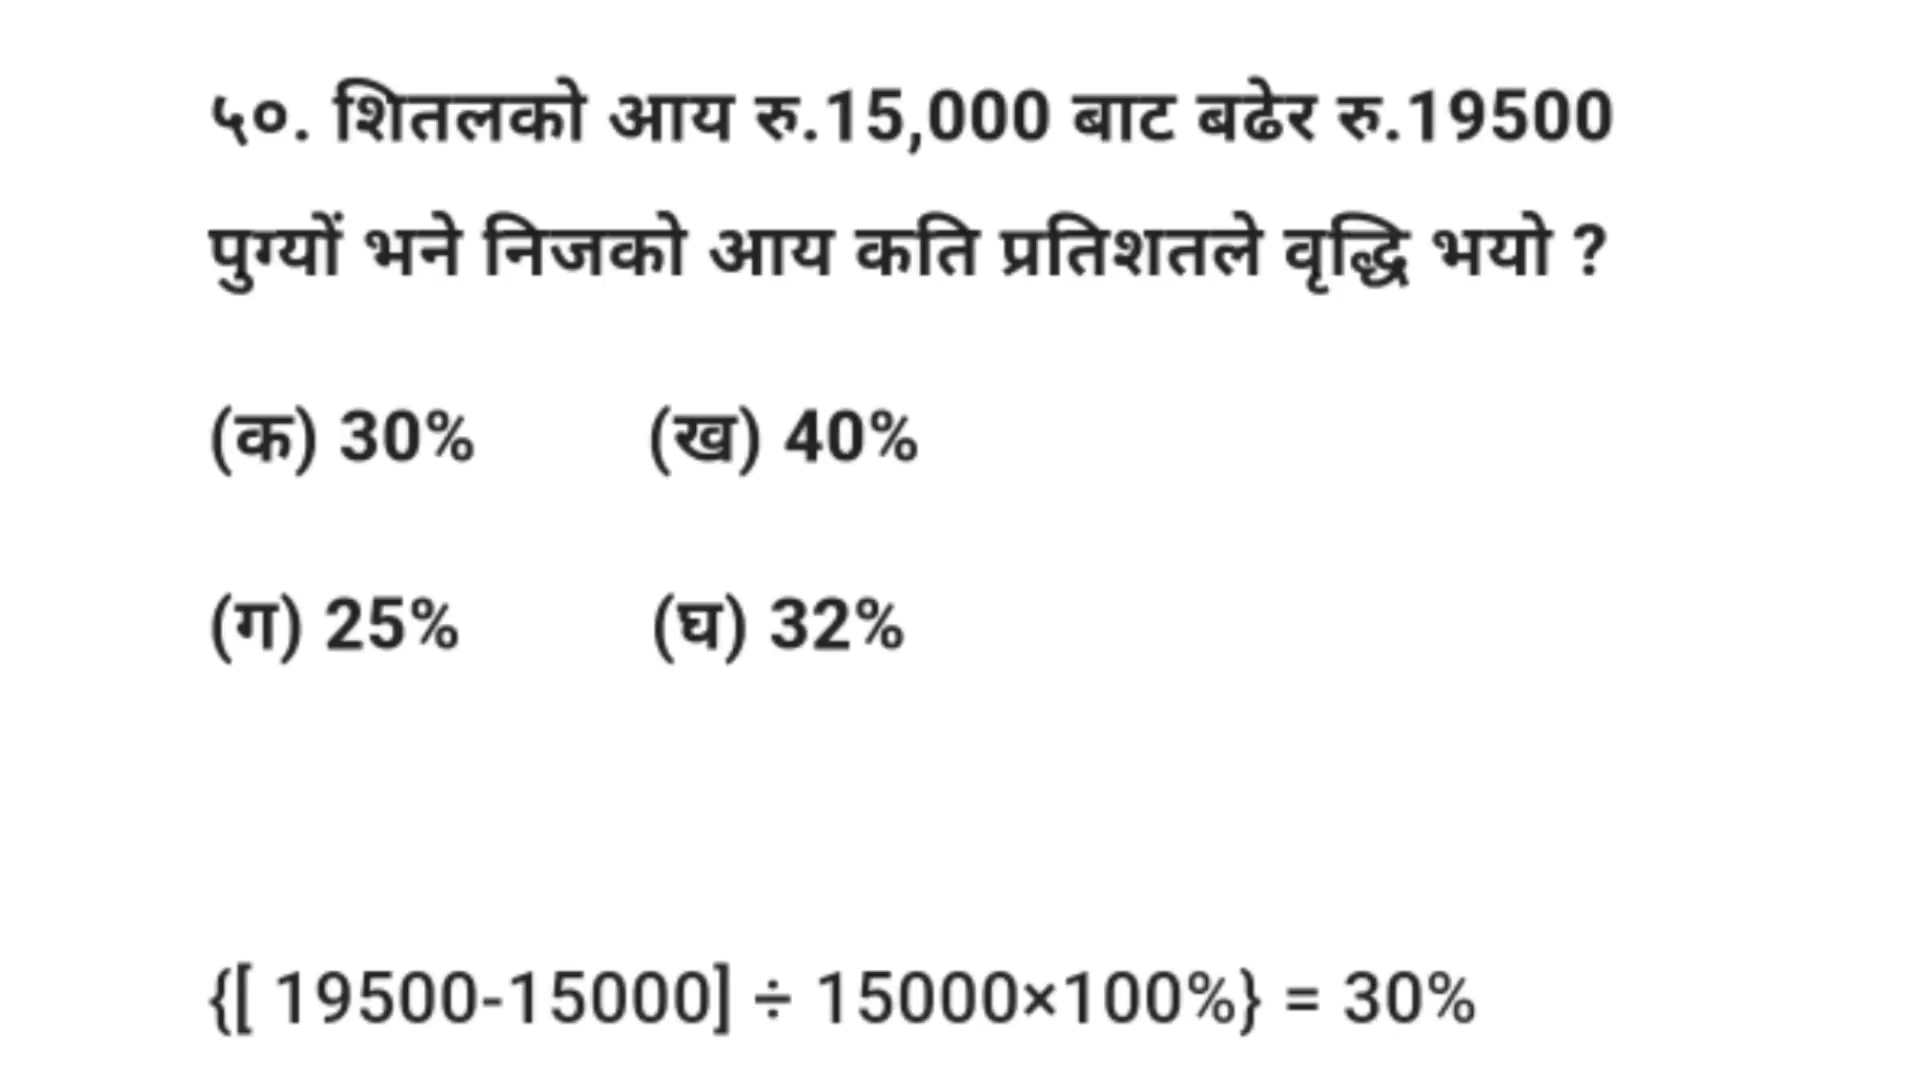 ५०. शितलको आय रु.15,000 बाट बढेर रु.19500
पुग्यों भने निजको आय कति प्रतिशतले वृद्धि भयो ?
(क) 30% (ख) 40%
(ग) 25% (घ) 32%
{[ 19500-15000] ÷ 15000×100%} = 30%